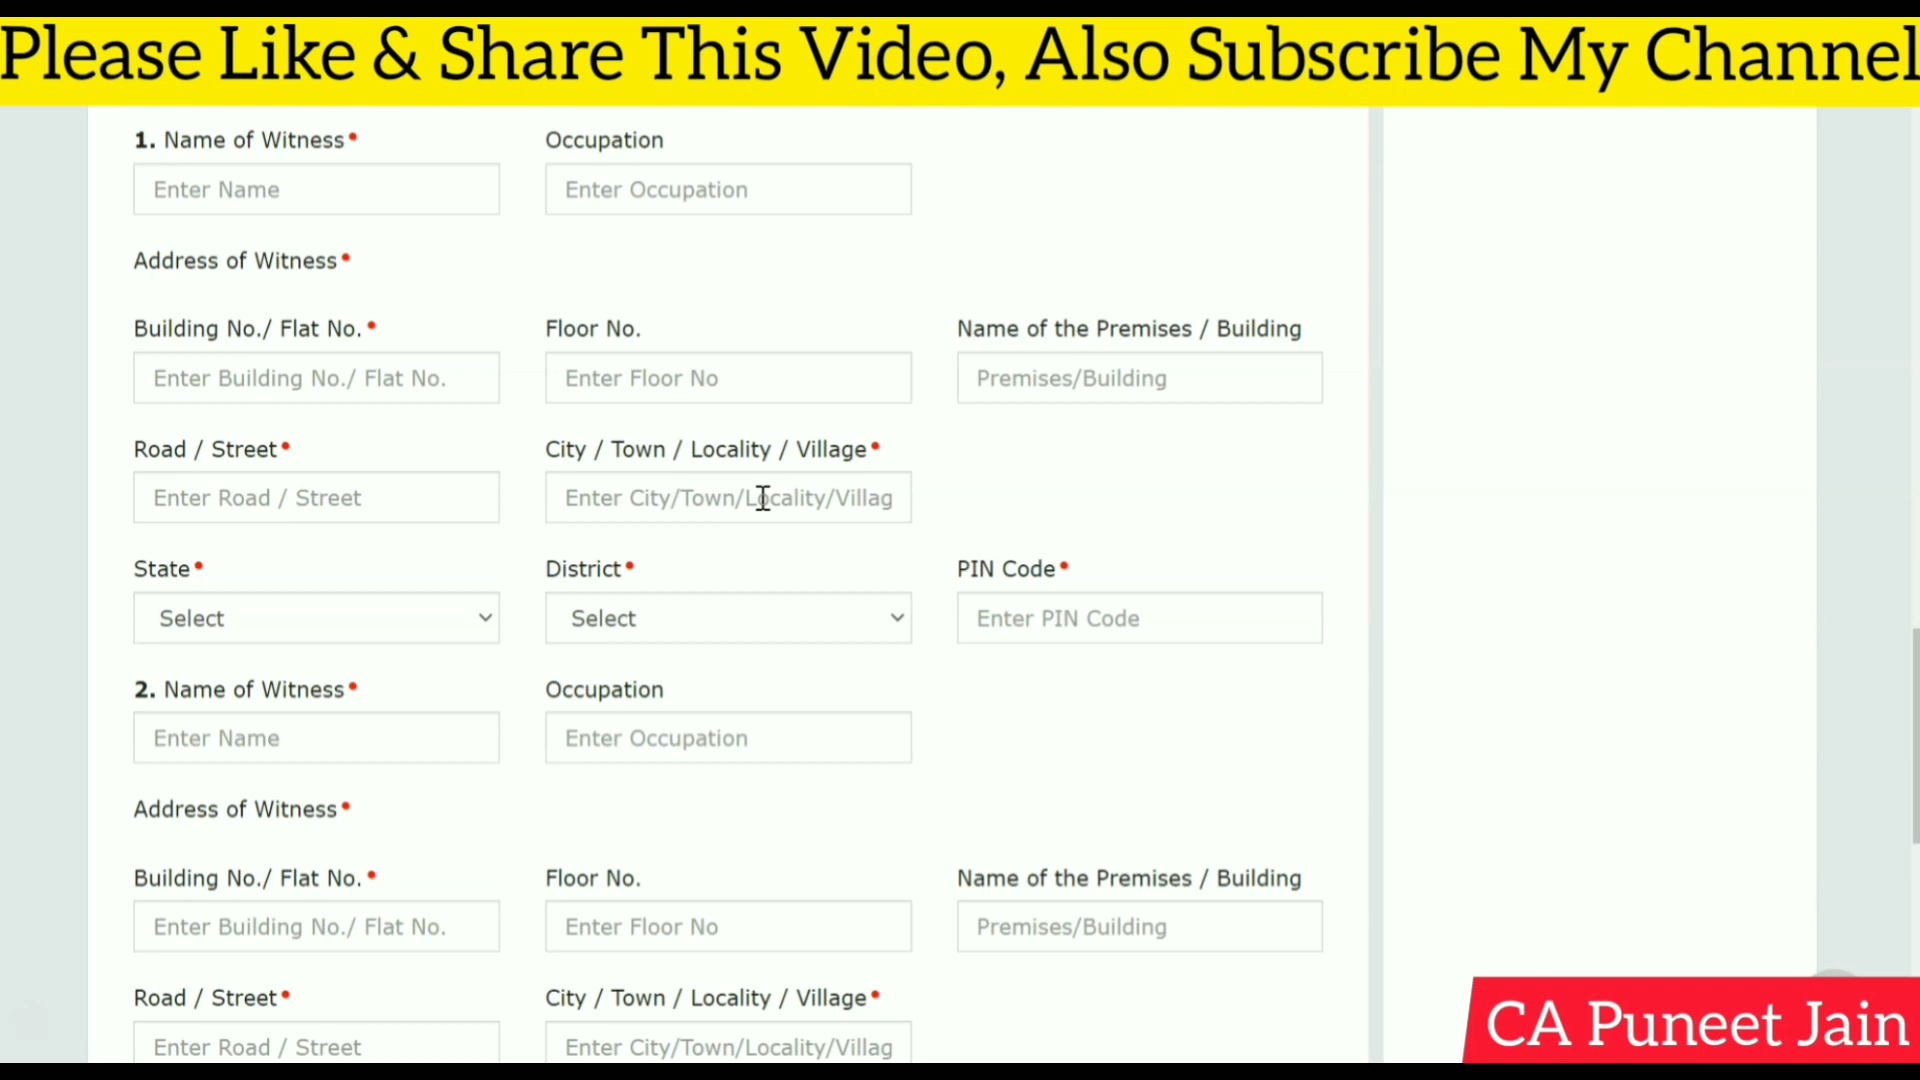 Please Like & Share This Video, Also Subscribe My Channel
1. Name of Witness• Occupation
Enter Name Enter Occupation
Address of Witness•
Building No./ Flat No.• Floor No. Name of the Premises / Building
Enter Building No./ Flat No. Enter Floor No Premises/Building
Road / Street• City / Town / Locality / Village•
Enter Road / Street Enter City/Town/Locality/Villag
State• District• PIN Code•
Select Select Enter PIN Code
2. Name of Witness• Occupation
Enter Name Enter Occupation
Address of Witness•
Building No./ Flat No.• Floor No. Name of the Premises / Building
Enter Building No./ Flat No. Enter Floor No Premises/Building
Road / Street• City / Town / Locality / Village•
Enter Road / Street Enter City/Town/Locality/Villag
CA Puneet Jain